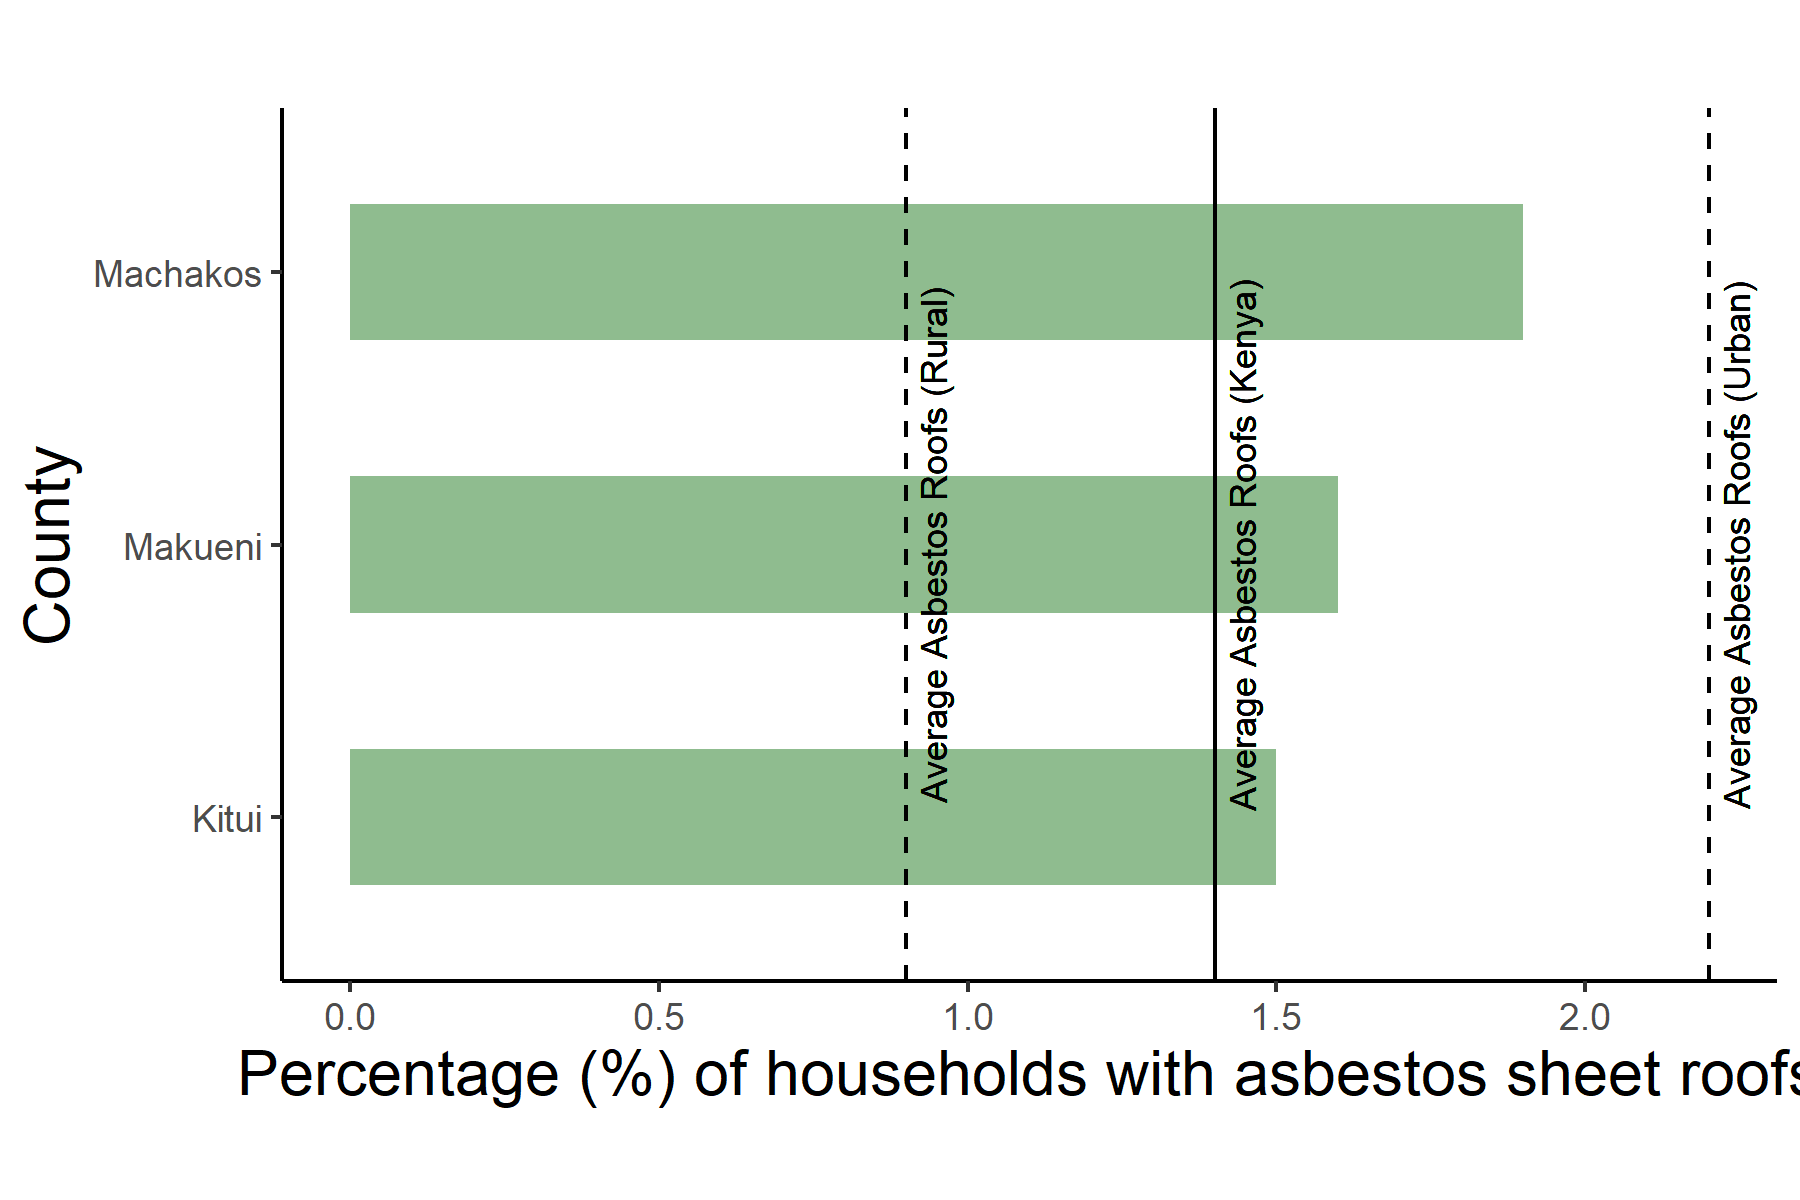 County
Machakos
Makueni
Kitui
Average Asbestos Roofs (Rural)
Average Asbestos Roofs (Kenya)
Average Asbestos Roofs (Urban)
0.0 0.5 1.0 1.5 2.0
Percentage (%) of households with asbestos sheet roofs